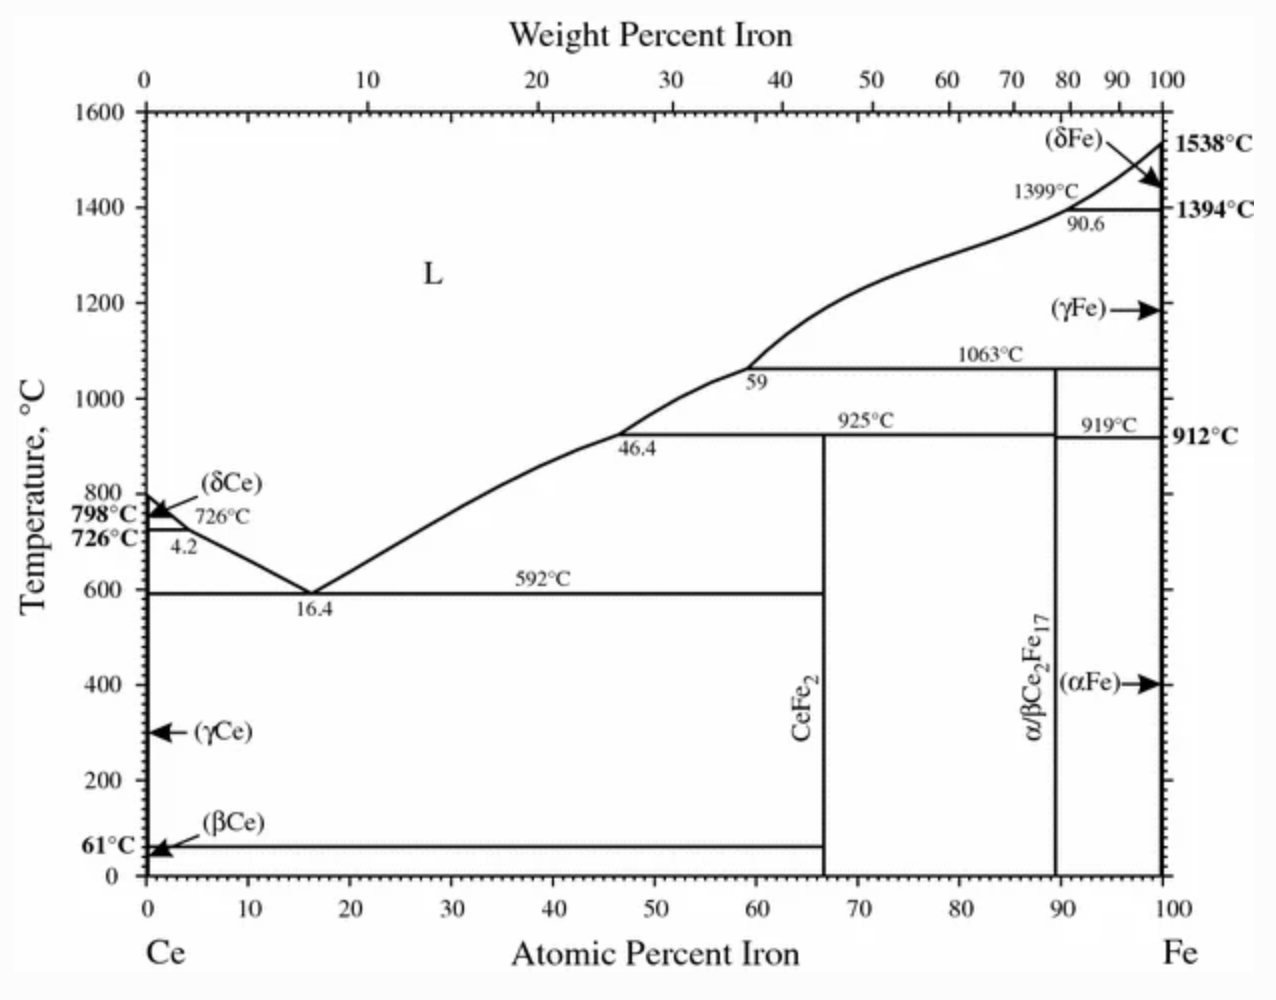 Weight Percent Iron
0 10 20 30 40 50 60 70 80 90 100
1600
(δFe)
1538°C
1399°C
1400
1394°C
90.6
L
1200
(γFe)
1063°C
59
1000
925°C
919°C
912°C
46.4
Temperature, °C
800
(δCe)
798°C
726°C
726°C
4.2
600
592°C
16.4
CeFe2
α/βCe2Fe17
400
(αFe)
(γCe)
200
(βCe)
61°C
0
0 10 20 30 40 50 60 70 80 90 100
Ce
Atomic Percent Iron
Fe